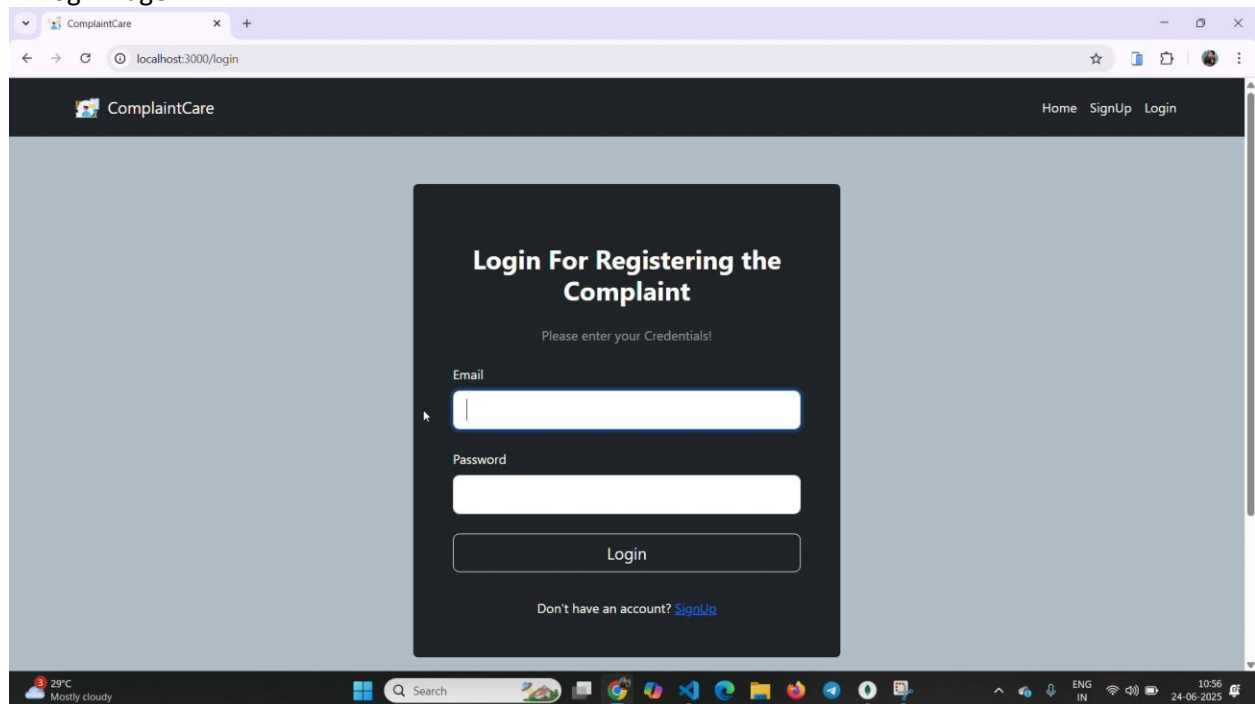 ComplaintCare
localhost:3000/login
ComplaintCare
Home SignUp Login
Login For Registering the
Complaint
Please enter your Credentials!
Email
Password
Login
Don't have an account? SignUp
3
29°C
Mostly cloudy
Search
ENG
IN
10:56
24-06-2025